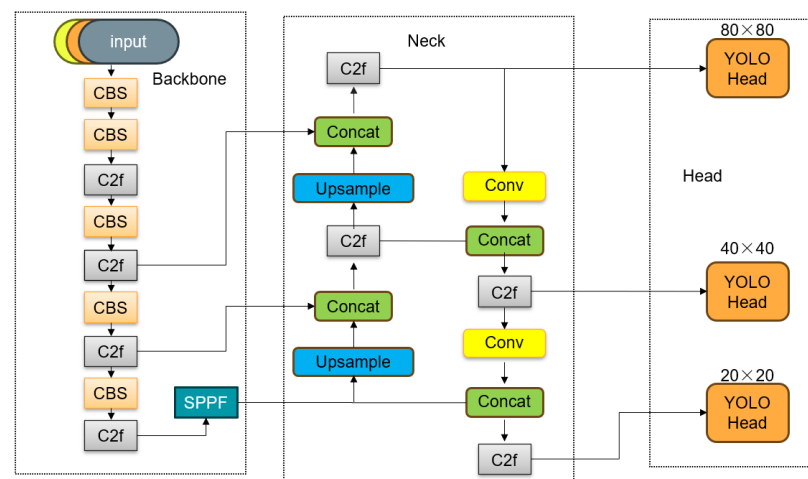 input
Backbone
CBS
CBS
C2f
CBS
C2f
CBS
C2f
CBS
C2f
SPPF
Neck
C2f
Concat
Upsample
C2f
Concat
Upsample
Conv
Concat
C2f
Conv
Concat
C2f
80×80
YOLO
Head
Head
40×40
YOLO
Head
20×20
YOLO
Head